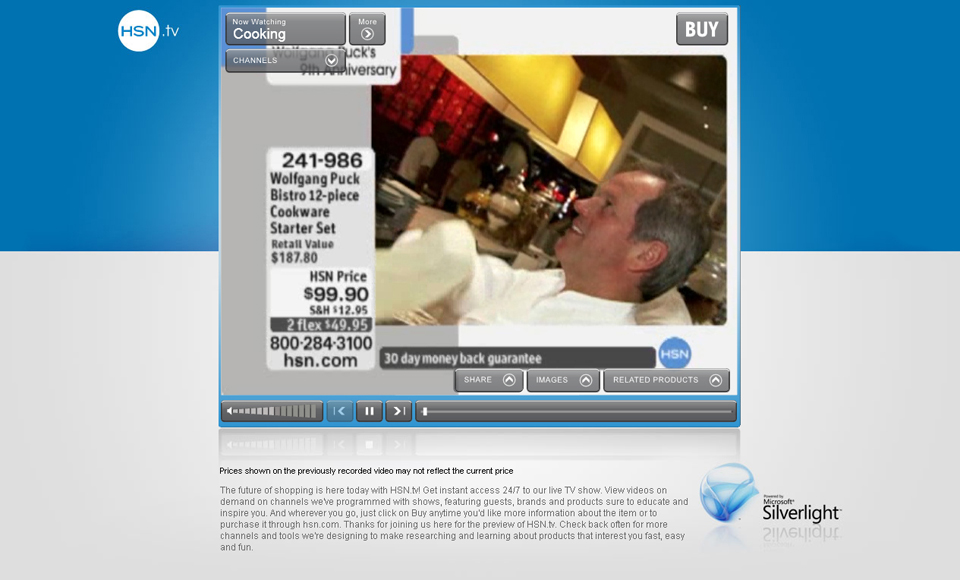 HSN.tv
Now Watching
Cooking
More
BUY
CHANNELS
Wolfgang Puck's
9th Anniversary
241-986
Wolfgang Puck
Bistro 12-piece
Cookware
Starter Set
Retail Value
$187.80
HSN Price
$99.90
S&H $12.95
2 flex $49.95
800-284-3100
hsn.com
30 day money back guarantee
HSN
SHARE
IMAGES
RELATED PRODUCTS
Prices shown on the previously recorded video may not reflect the current price
The future of shopping is here today with HSN.tv! Get instant access 24/7 to our live TV show. View videos on
demand on channels we've programmed with shows, featuring guests, brands and products sure to educate and
inspire you. And wherever you go, just click on Buy anytime you'd like more information about the item or to
purchase it through hsn.com. Thanks for joining us here for the preview of HSN.tv. Check back often for more
channels and tools we're designing to make researching and learning about products that interest you fast, easy
and fun.
Powered by
Microsoft®
Silverlight™